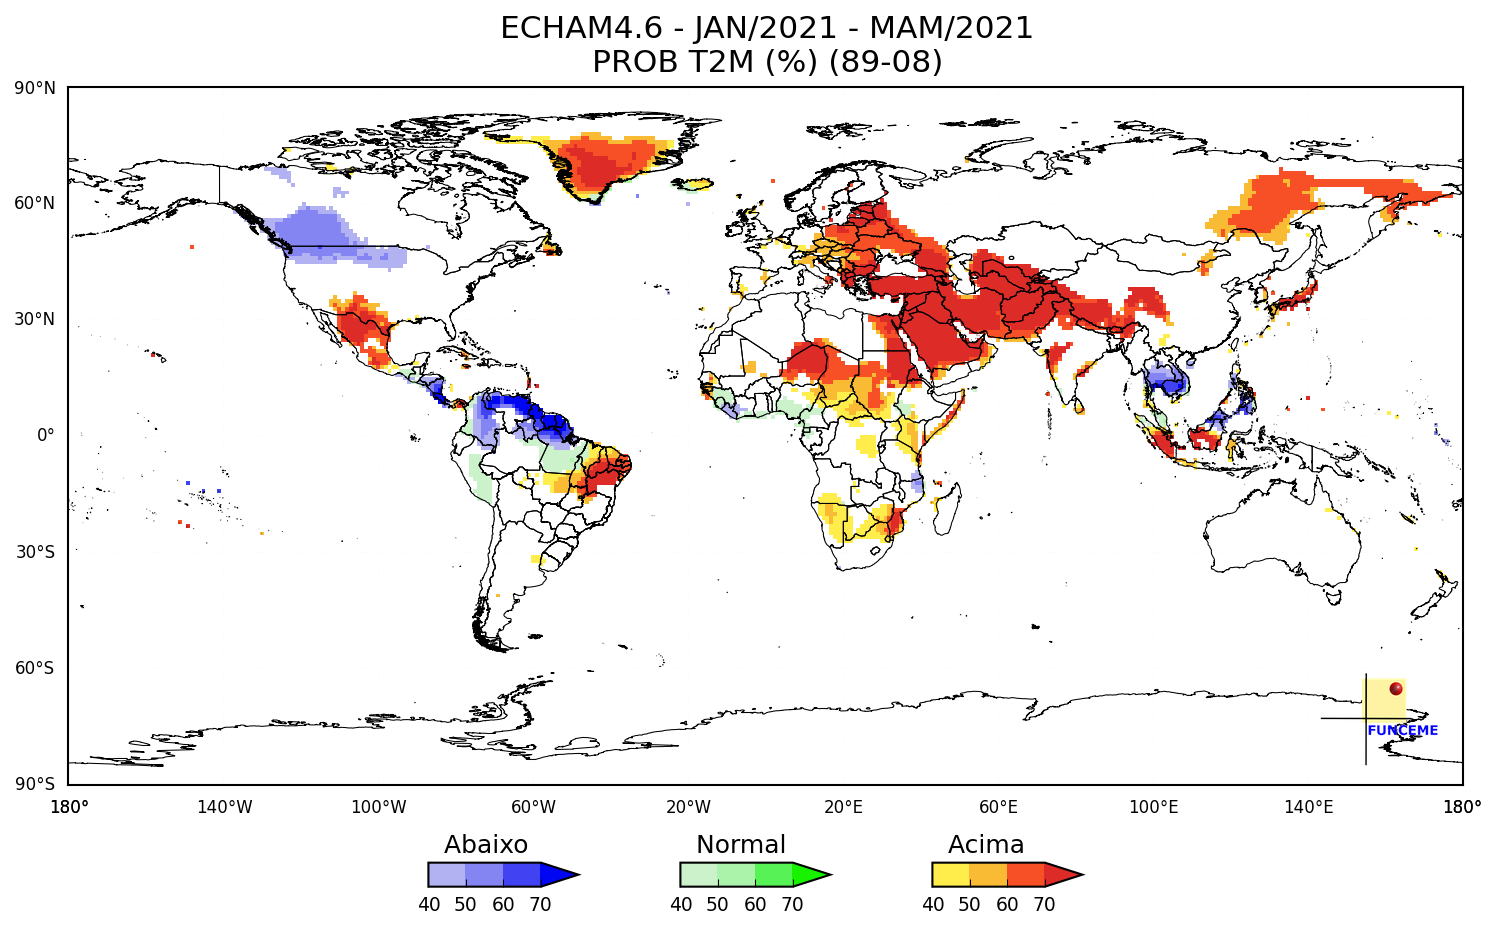 ECHAM4.6 - JAN/2021 - MAM/2021
PROB T2M (%) (89-08)
90°N
60°N
30°N
0°
30°S
60°S
90°S
FUNCEME
180° 140°W 100°W 60°W 20°W 20°E 60°E 100°E 140°E 180°
Abaixo Normal Acima
40 50 60 70 40 50 60 70 40 50 60 70